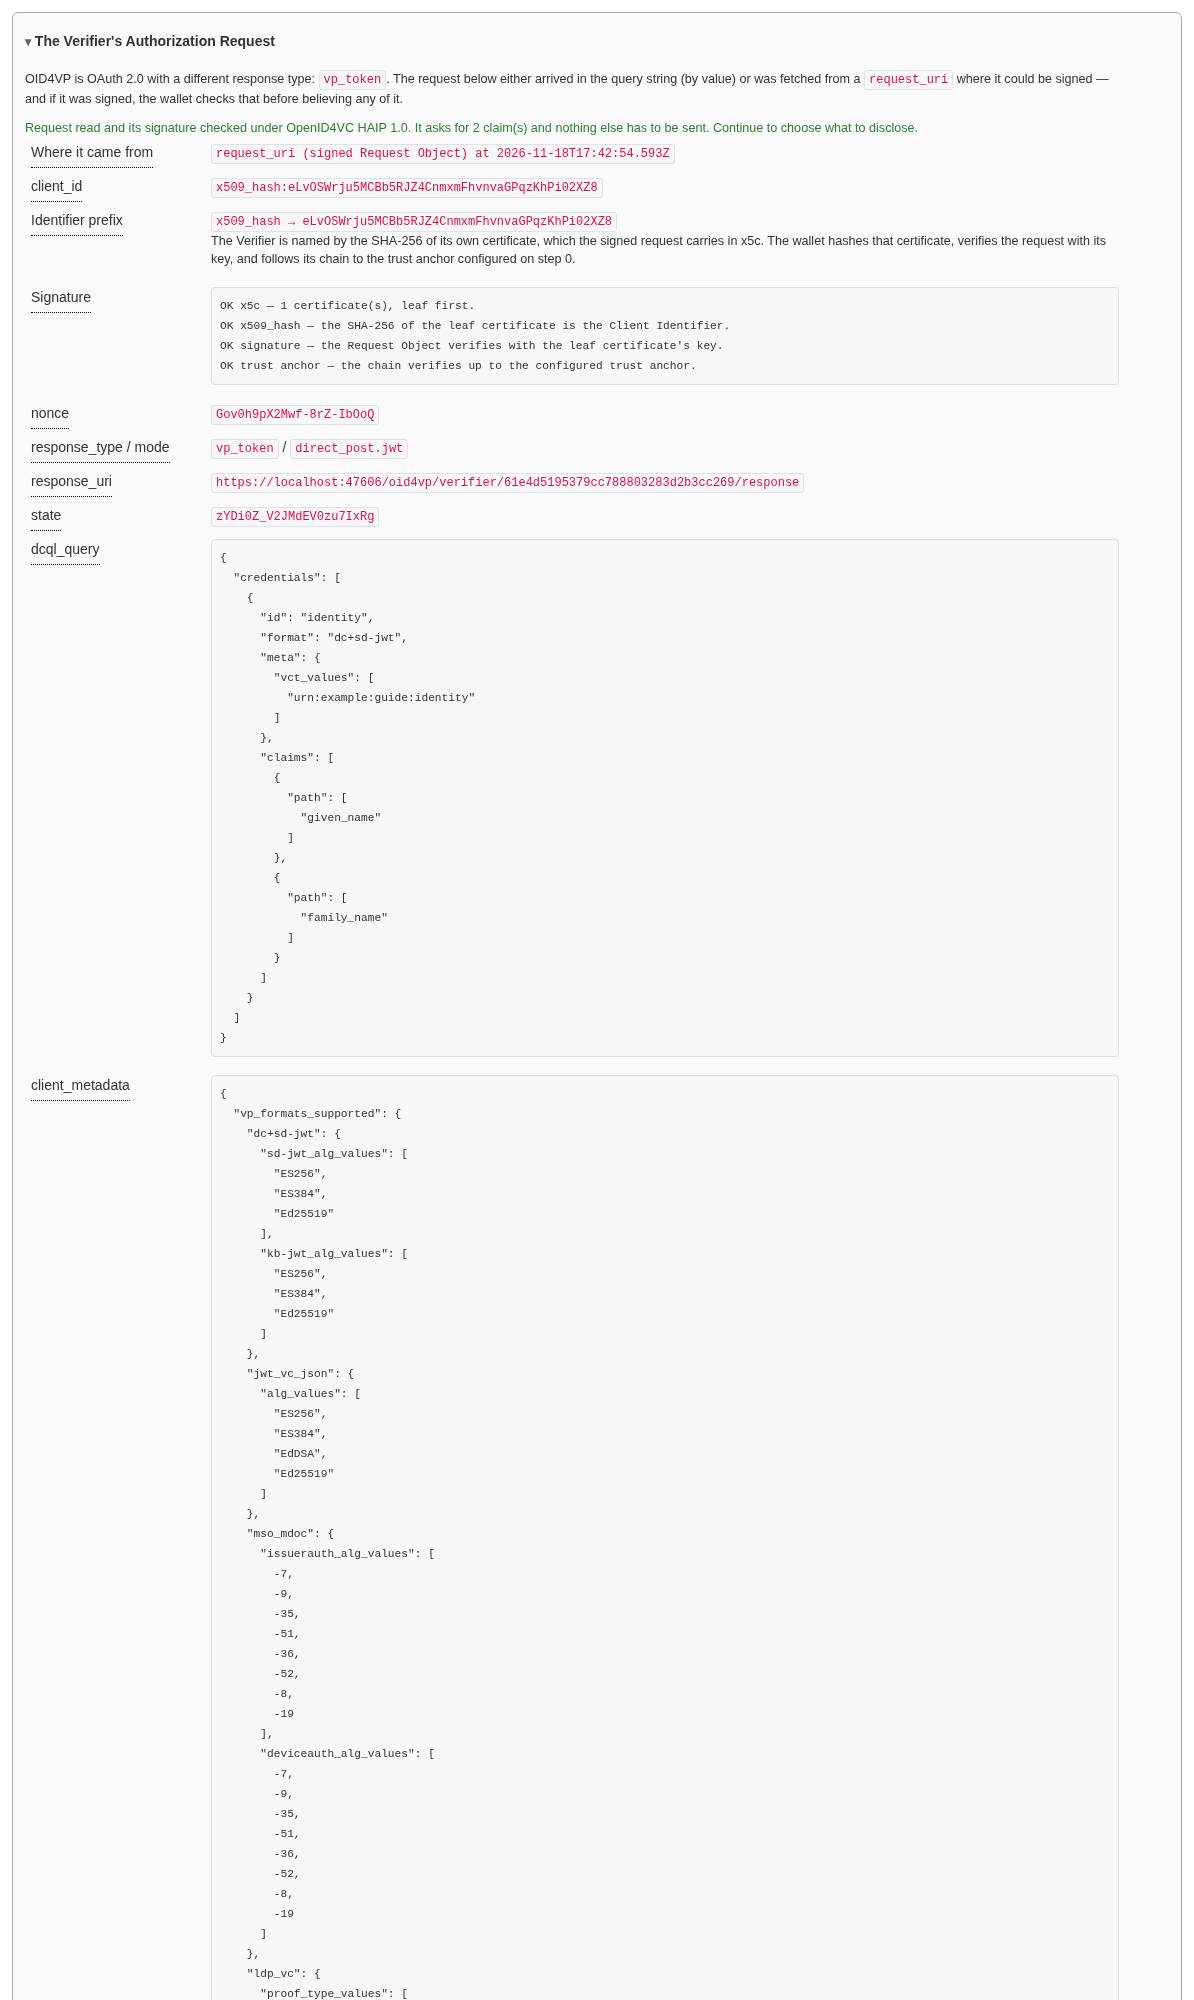 ▾ The Verifier's Authorization Request
OID4VP is OAuth 2.0 with a different response type: vp_token. The request below either arrived in the query string (by value) or was fetched from a request_uri where it could be signed —
and if it was signed, the wallet checks that before believing any of it.
Request read and its signature checked under OpenID4VC HAIP 1.0. It asks for 2 claim(s) and nothing else has to be sent. Continue to choose what to disclose.
Where it came from request_uri (signed Request Object) at 2026-11-18T17:42:54.593Z
client_id x509_hash:eLvOSWrju5MCBb5RJZ4CnmxmFhvnvaGPqzKhPi02XZ8
Identifier prefix x509_hash → eLvOSWrju5MCBb5RJZ4CnmxmFhvnvaGPqzKhPi02XZ8
The Verifier is named by the SHA-256 of its own certificate, which the signed request carries in x5c. The wallet hashes that certificate, verifies the request with its
key, and follows its chain to the trust anchor configured on step 0.
Signature
OK x5c — 1 certificate(s), leaf first.
OK x509_hash — the SHA-256 of the leaf certificate is the Client Identifier.
OK signature — the Request Object verifies with the leaf certificate's key.
OK trust anchor — the chain verifies up to the configured trust anchor.
nonce Gov0h9pX2Mwf-8rZ-IbOoQ
response_type / mode vp_token / direct_post.jwt
response_uri https://localhost:47606/oid4vp/verifier/61e4d5195379cc788803283d2b3cc269/response
state zYDi0Z_V2JMdEV0zu7IxRg
dcql_query
{
  "credentials": [
    {
      "id": "identity",
      "format": "dc+sd-jwt",
      "meta": {
        "vct_values": [
          "urn:example:guide:identity"
        ]
      },
      "claims": [
        {
          "path": [
            "given_name"
          ]
        },
        {
          "path": [
            "family_name"
          ]
        }
      ]
    }
  ]
}
client_metadata
{
  "vp_formats_supported": {
    "dc+sd-jwt": {
      "sd-jwt_alg_values": [
        "ES256",
        "ES384",
        "Ed25519"
      ],
      "kb-jwt_alg_values": [
        "ES256",
        "ES384",
        "Ed25519"
      ]
    },
    "jwt_vc_json": {
      "alg_values": [
        "ES256",
        "ES384",
        "EdDSA",
        "Ed25519"
      ]
    },
    "mso_mdoc": {
      "issuerauth_alg_values": [
        -7,
        -9,
        -35,
        -51,
        -36,
        -52,
        -8,
        -19
      ],
      "deviceauth_alg_values": [
        -7,
        -9,
        -35,
        -51,
        -36,
        -52,
        -8,
        -19
      ]
    },
    "ldp_vc": {
      "proof_type_values": [